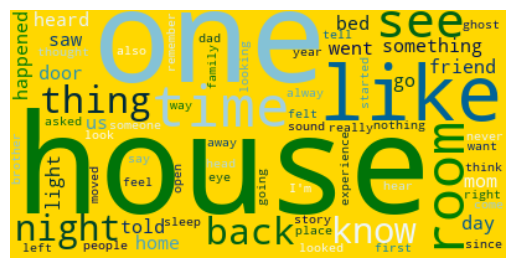 heard
one
see
ghost
saw
thought
also
remember
dad
family
looking
year
tell
bed
went
something
friend
happened
door
thing
time
like
go
alway
started
asked
us
someone
way
felt
sound
really
nothing
never
want
look
house
away
room
brother
light
moved
say
feel
open
head
eye
going
I'm
experience
hear
think
mom
right
come
night
told
sleep
back
story
place
know
day
since
left
people
home
looked
first